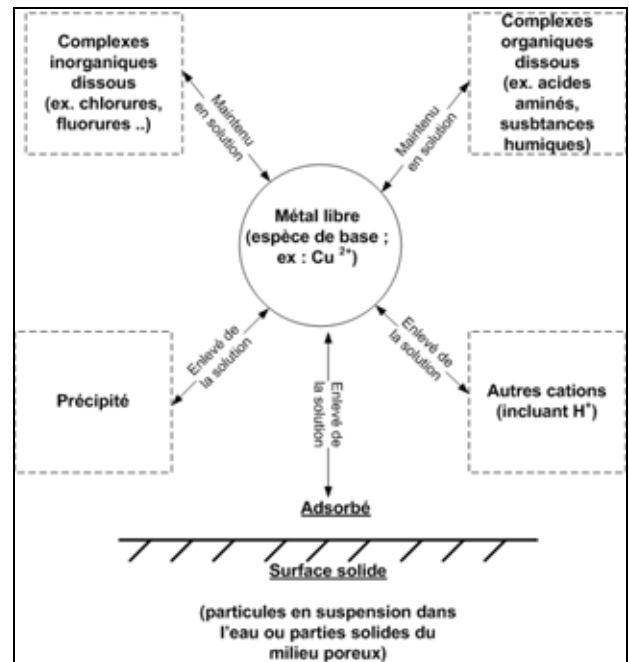 Complexes
inorganiques
dissous
(ex. chlorures,
fluorures ..)
Complexes
organiques
dissous
(ex. acides
aminés,
susbtances
humiques)
Maintenu
en solution
Maintenu
en solution
Métal libre
(espèce de base ;
ex : Cu ²⁺)
Enlevé de
la solution
Enlevé de
la solution
Enlevé de
la solution
Précipité
Autres cations
(incluant H⁺)
Adsorbé
Surface solide
(particules en suspension dans
l'eau ou parties solides du
milieu poreux)